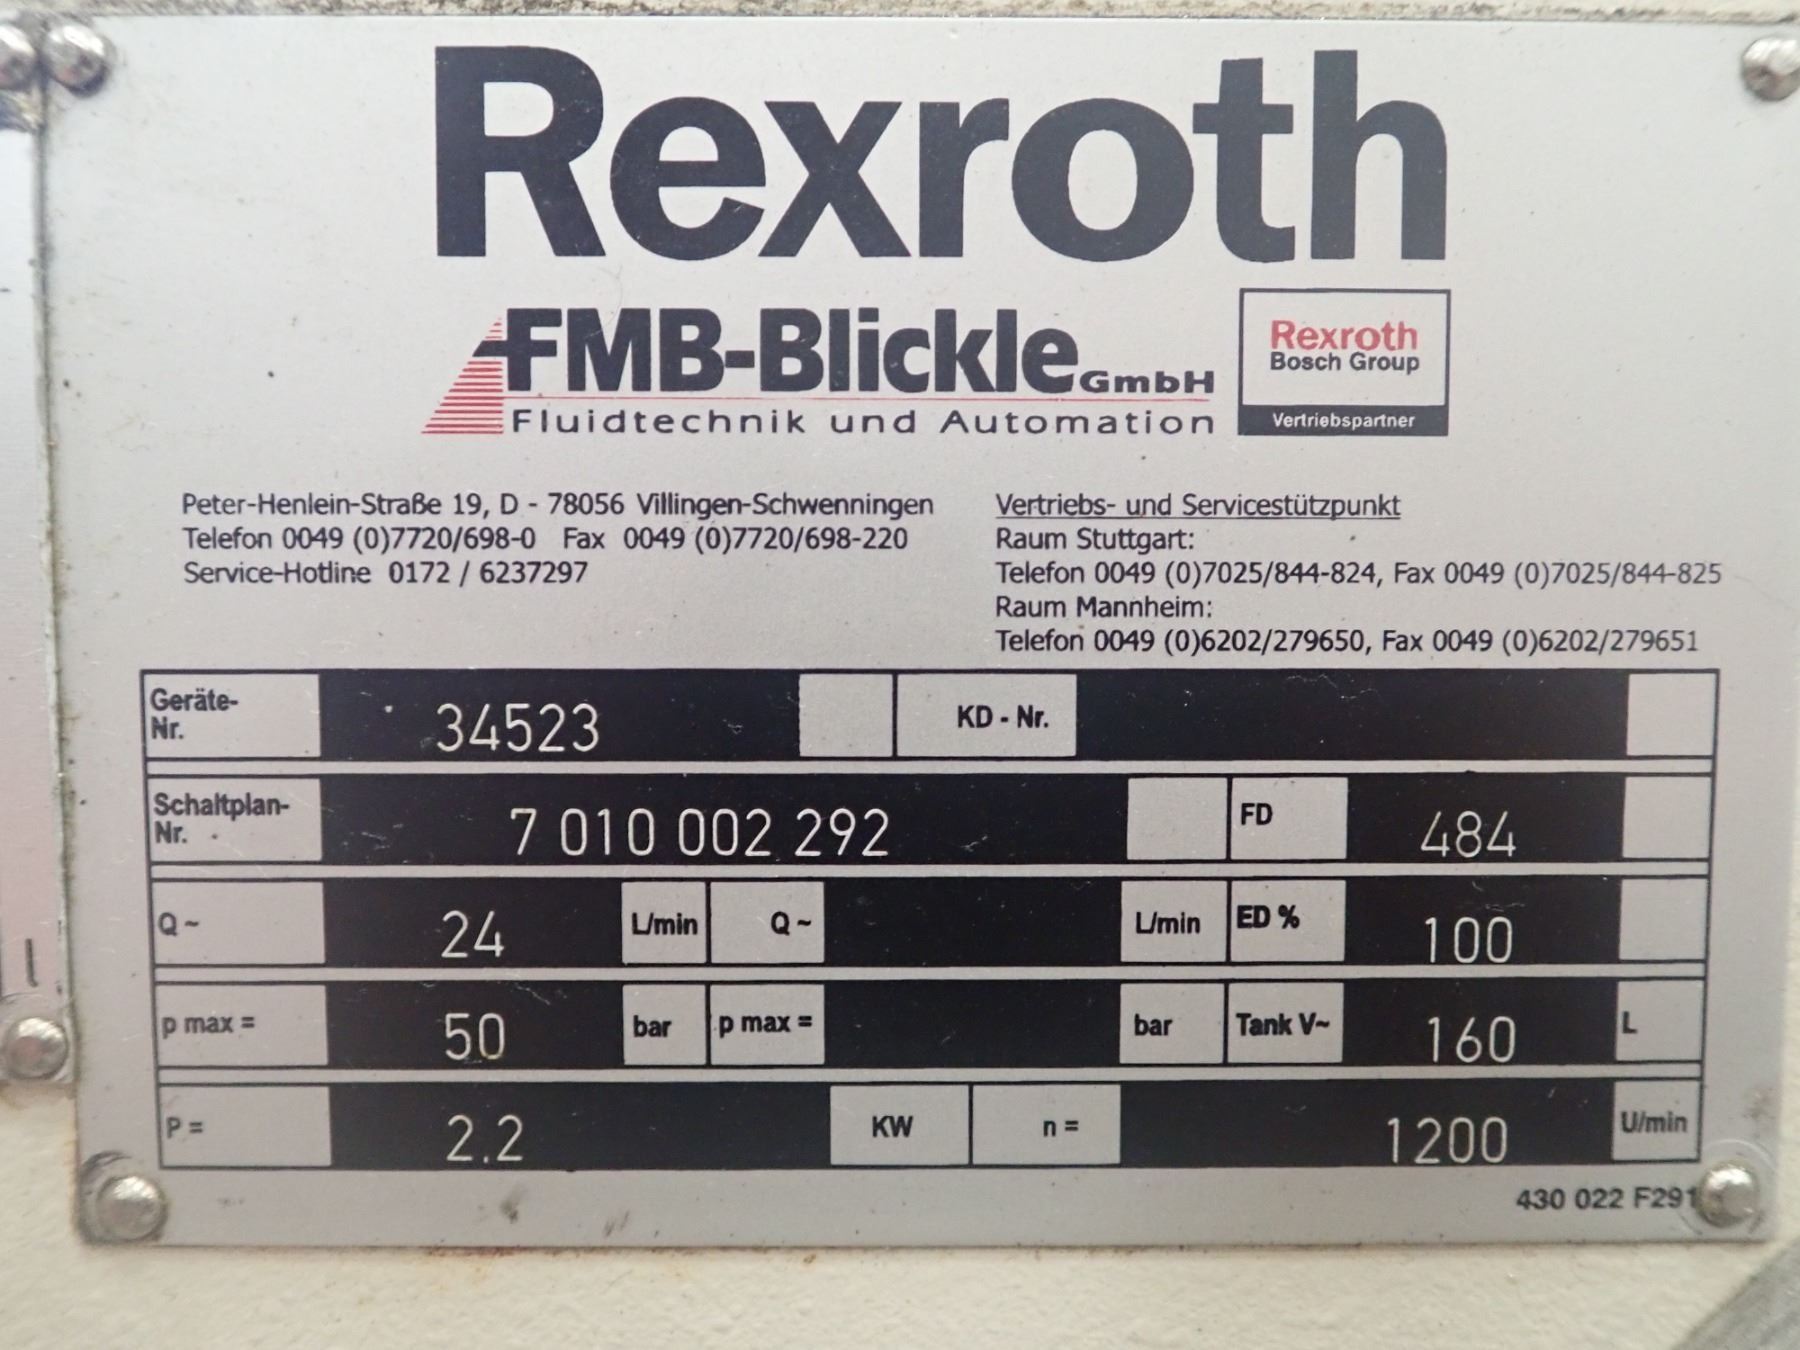 Rexroth
FMB-Blickle GmbH
Fluidtechnik und Automation
Rexroth
Bosch Group
Vertriebspartner
Peter-Henlein-Straße 19, D - 78056 Villingen-Schwenningen
Telefon 0049 (0)7720/698-0 Fax 0049 (0)7720/698-220
Service-Hotline 0172 / 6237297
Vertriebs- und Servicestützpunkt
Raum Stuttgart:
Telefon 0049 (0)7025/844-824, Fax 0049 (0)7025/844-825
Raum Mannheim:
Telefon 0049 (0)6202/279650, Fax 0049 (0)6202/279651
Geräte-
Nr. 34523 KD - Nr.
Schaltplan-
Nr. 7 010 002 292 FD 484
Q ~ 24 L/min Q ~ L/min ED % 100
p max = 50 bar p max = bar Tank V~ 160 L
P = 2.2 KW n = 1200 U/min
430 022 F291